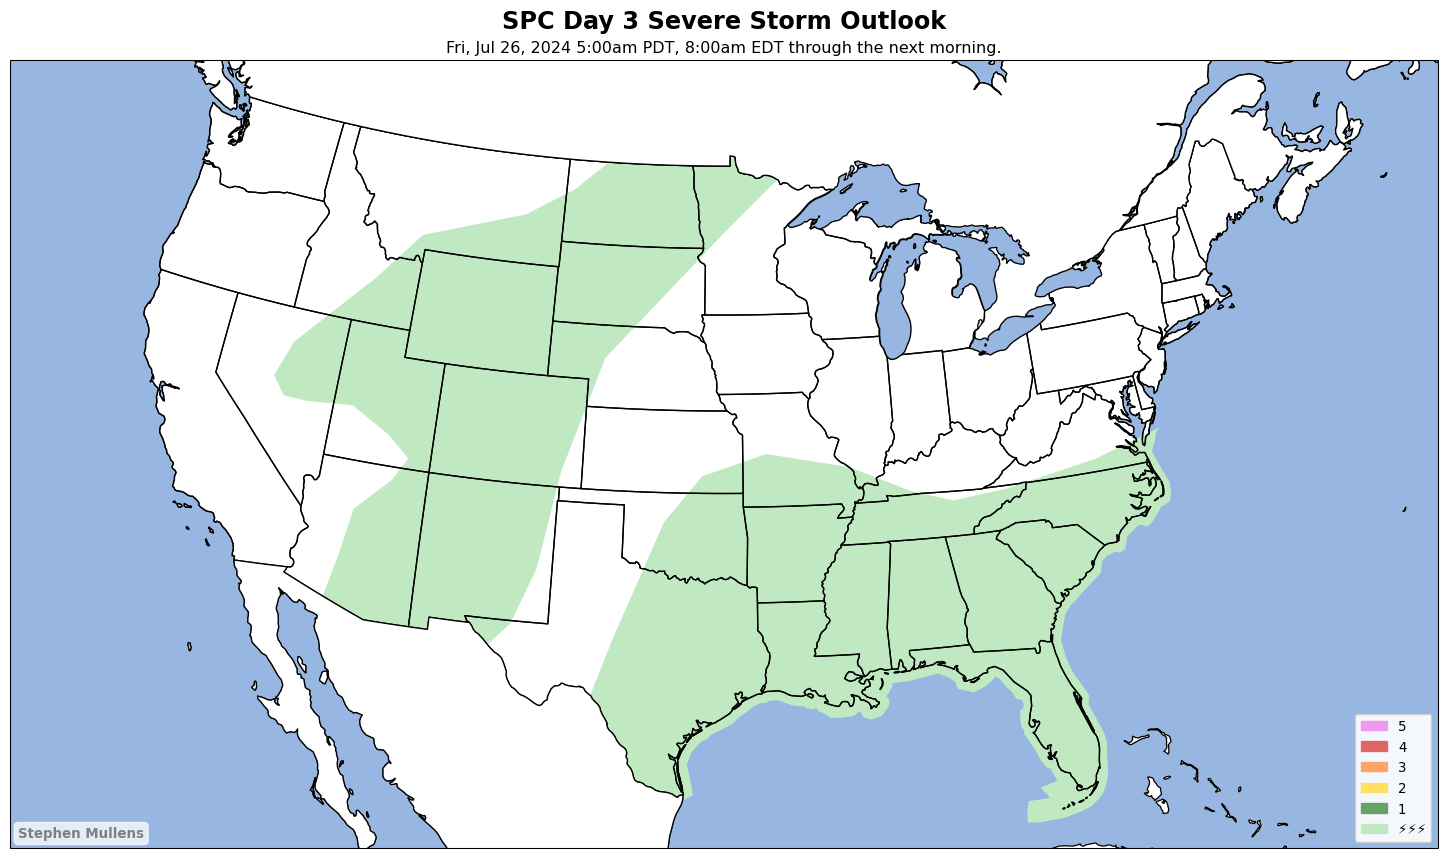 SPC Day 3 Severe Storm Outlook
Fri, Jul 26, 2024 5:00am PDT, 8:00am EDT through the next morning.
5
4
3
2
1
⚡⚡⚡
Stephen Mullens